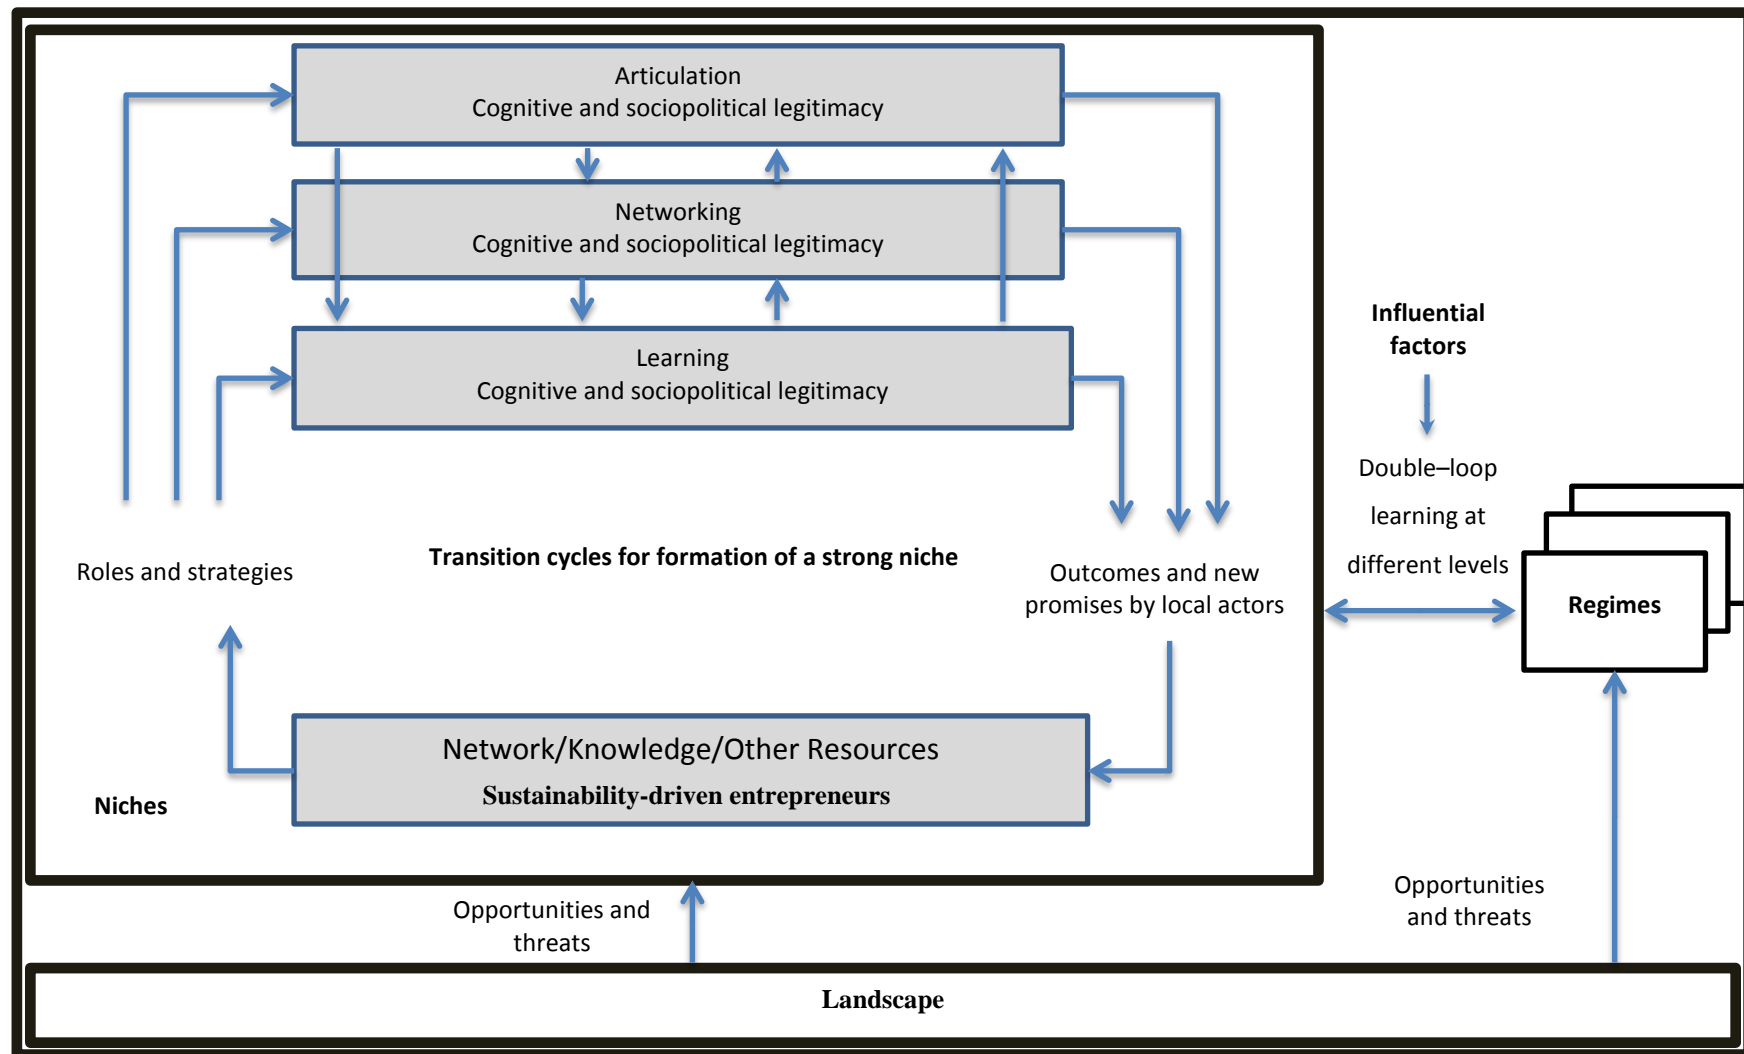 Articulation
Cognitive and sociopolitical legitimacy
Networking
Cognitive and sociopolitical legitimacy
Learning
Cognitive and sociopolitical legitimacy
Roles and strategies
Transition cycles for formation of a strong niche
Outcomes and new
promises by local actors
Network/Knowledge/Other Resources
Sustainability-driven entrepreneurs
Niches
Influential
factors
Double–loop
learning at
different levels
Regimes
Opportunities and
threats
Opportunities
and threats
Landscape